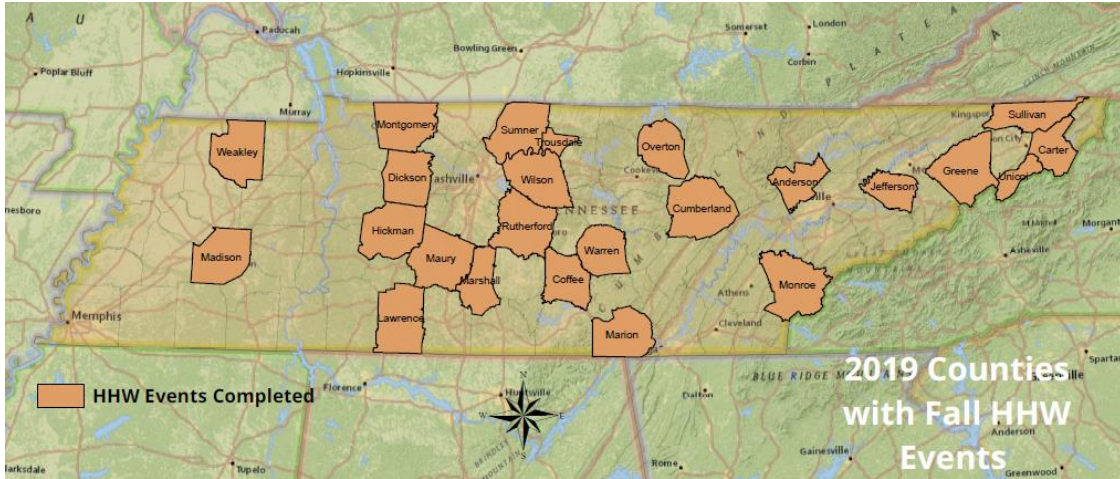 A U
Paducah
Somerset
London
Poplar Bluff
Bowling Green
Corbin
Hopkinsville
Murray
Montgomery
Sumner
Trousdale
Weakley
Overton
Sullivan
Carter
Dickson
Wilson
Anderson
Jefferson
Greene
Unicoi
Cumberland
Hickman
Rutherford
Madison
Maury
Marshall
Warren
Coffee
Monroe
Asheville
Athens
Lawrence
Memphis
Marion
Cleveland
HHW Events Completed
BLUE RIDGE
Florence
Huntsville
Dalton
N
W E
S
2019 Counties
with Fall HHW
Events
Anderson
Gainesville
Tupelo
Rome
Greenwood